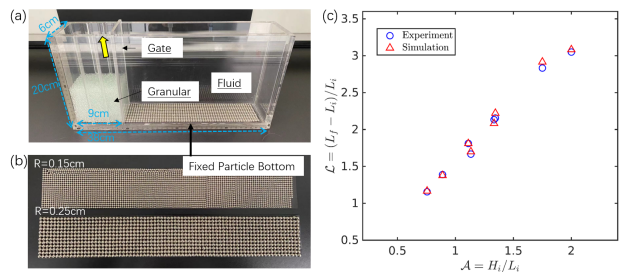 (a)
6cm
Gate
20cm
Fluid
Granular
9cm
Fixed Particle Bottom
(b)
R=0.15cm
R=0.25cm
(c)
Experiment
Simulation
3.5
3
2.5
2
1.5
1
0.5
ℒ = (L_f − L_i)/L_i
0.5 1 1.5 2
𝒜 = H_i/L_i